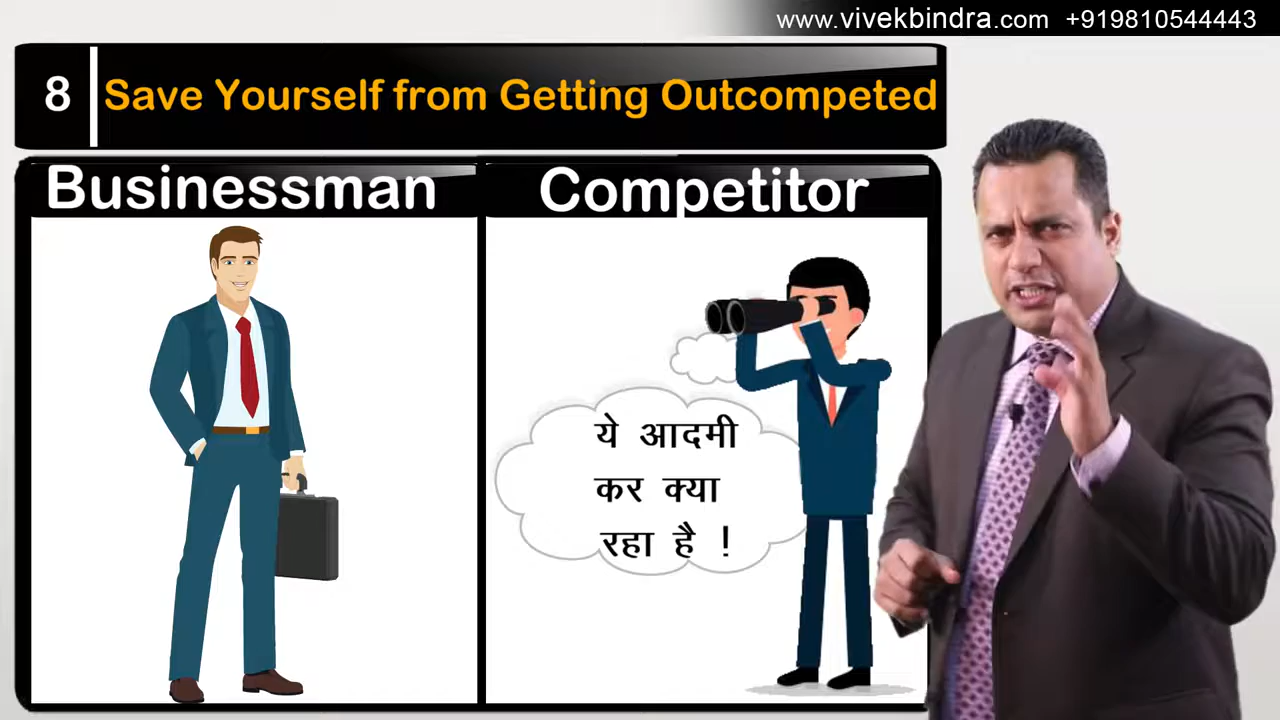 www.vivekbindra.com +919810544443
8 Save Yourself from Getting Outcompeted
Businessman
Competitor
ये आदमी
कर क्या
रहा है !